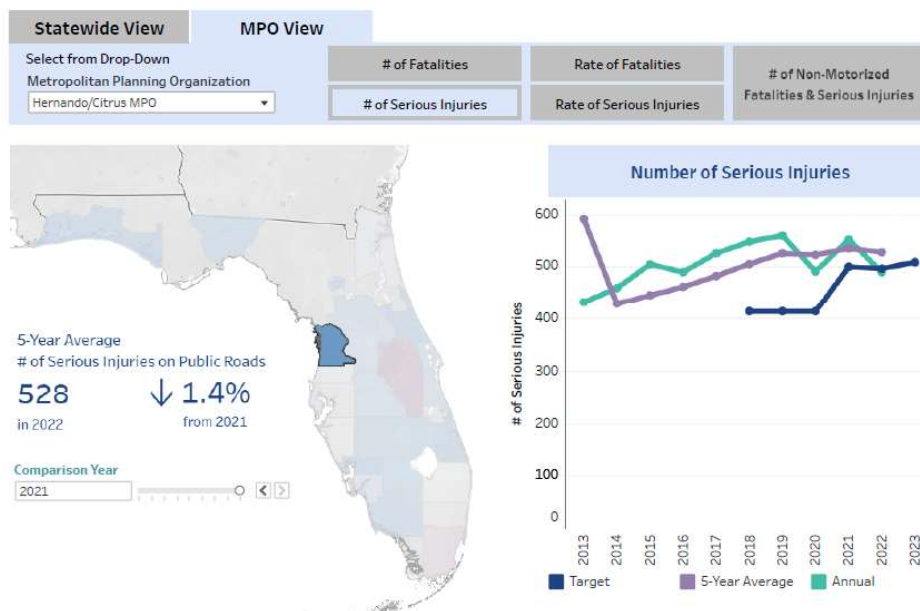 Statewide View
MPO View
Select from Drop-Down
Metropolitan Planning Organization
Hernando/Citrus MPO
# of Fatalities
Rate of Fatalities
# of Serious Injuries
Rate of Serious Injuries
# of Non-Motorized
Fatalities & Serious Injuries
5-Year Average
# of Serious Injuries on Public Roads
528
↓ 1.4%
in 2022
from 2021
Comparison Year
2021
Number of Serious Injuries
# of Serious Injuries
600
500
400
300
200
100
0
2013
2014
2015
2016
2017
2018
2019
2020
2021
2022
2023
Target
5-Year Average
Annual